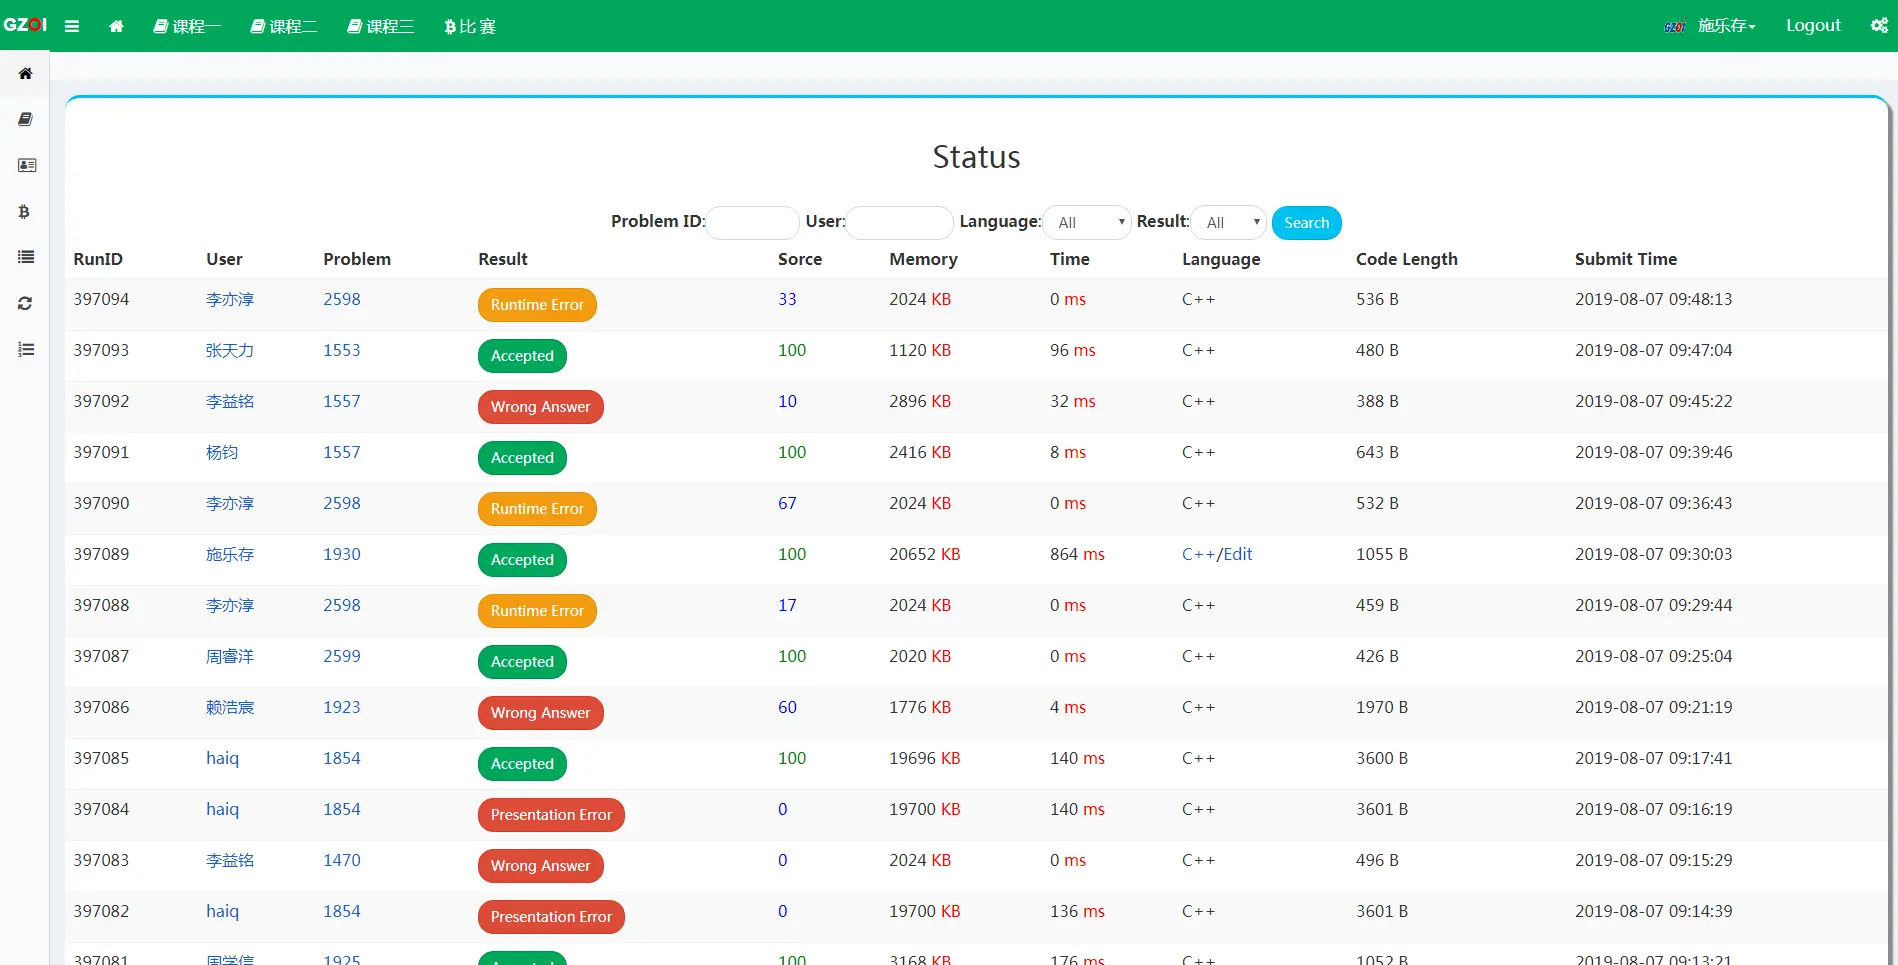 GZOI 课程一 课程二 课程三 比 赛 GZOI 施乐存 Logout
Status
Problem ID: User: Language: All Result: All Search
RunID User Problem Result Sorce Memory Time Language Code Length Submit Time
397094 李亦淳 2598 Runtime Error 33 2024 KB 0 ms C++ 536 B 2019-08-07 09:48:13
397093 张天力 1553 Accepted 100 1120 KB 96 ms C++ 480 B 2019-08-07 09:47:04
397092 李益铭 1557 Wrong Answer 10 2896 KB 32 ms C++ 388 B 2019-08-07 09:45:22
397091 杨钧 1557 Accepted 100 2416 KB 8 ms C++ 643 B 2019-08-07 09:39:46
397090 李亦淳 2598 Runtime Error 67 2024 KB 0 ms C++ 532 B 2019-08-07 09:36:43
397089 施乐存 1930 Accepted 100 20652 KB 864 ms C++/Edit 1055 B 2019-08-07 09:30:03
397088 李亦淳 2598 Runtime Error 17 2024 KB 0 ms C++ 459 B 2019-08-07 09:29:44
397087 周睿洋 2599 Accepted 100 2020 KB 0 ms C++ 426 B 2019-08-07 09:25:04
397086 赖浩宸 1923 Wrong Answer 60 1776 KB 4 ms C++ 1970 B 2019-08-07 09:21:19
397085 haiq 1854 Accepted 100 19696 KB 140 ms C++ 3600 B 2019-08-07 09:17:41
397084 haiq 1854 Presentation Error 0 19700 KB 140 ms C++ 3601 B 2019-08-07 09:16:19
397083 李益铭 1470 Wrong Answer 0 2024 KB 0 ms C++ 496 B 2019-08-07 09:15:29
397082 haiq 1854 Presentation Error 0 19700 KB 136 ms C++ 3601 B 2019-08-07 09:14:39
397081 周学信 1925 Accepted 100 3168 KB 176 ms C++ 1052 B 2019-08-07 09:13:21